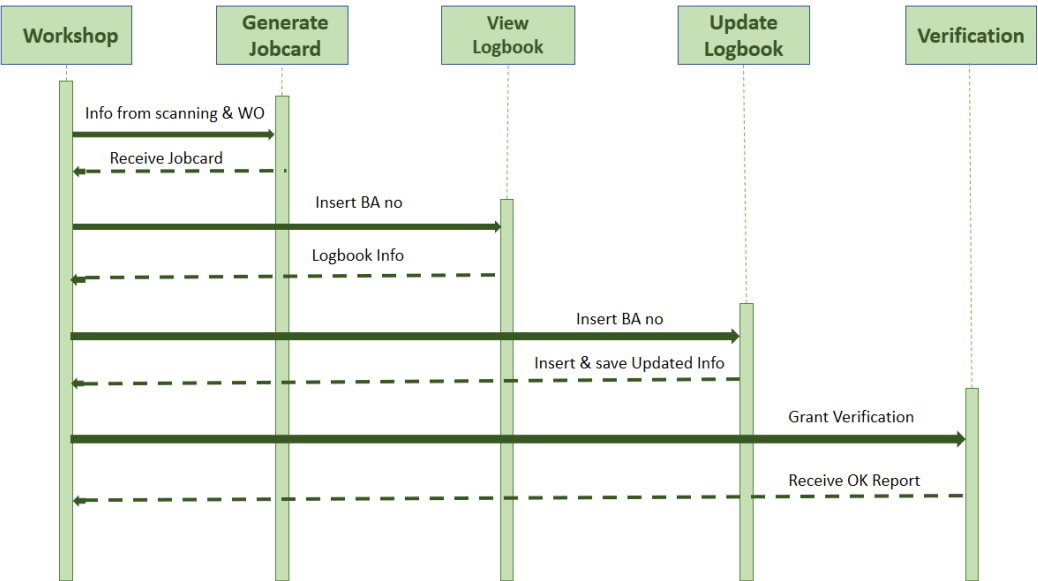 Workshop
Generate
Jobcard
View
Logbook
Update
Logbook
Verification
Info from scanning & WO
Receive Jobcard
Insert BA no
Logbook Info
Insert BA no
Insert & save Updated Info
Grant Verification
Receive OK Report